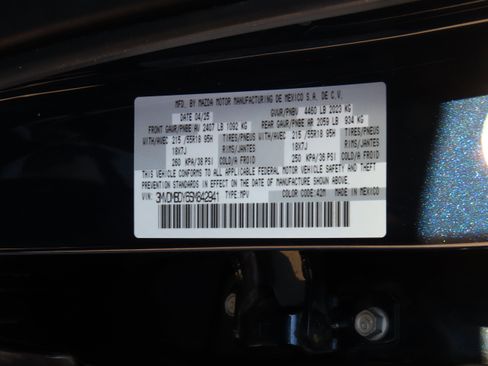 MFD. BY MAZDA MOTOR MANUFACTURING DE MEXICO S.A. DE C.V.
DATE 04/25 GVWR/PNBV 4460 LB 2023 KG
FRONT GAWR/PNBE AV 2407 LB 1092 KG REAR GAWR/PNBE AR 2059 LB 934 KG
WITH/AVEC 215/55R18 95H TIRES/PNEUS WITH/AVEC 215/55R18 95H TIRES/PNEUS
18X7J RIMS/JANTES 18X7J RIMS/JANTES
260 KPA/38 PSI COLD/A FROID 250 KPA/36 PSI COLD/A FROID
THIS VEHICLE CONFORMS TO ALL APPLICABLE FEDERAL MOTOR VEHICLE SAFETY AND THEFT
PREVENTION STANDARDS IN EFFECT ON THE DATE OF MANUFACTURE SHOWN ABOVE.
VIN: TYPE:MPV COLOR CODE:42M MADE IN MEXICO